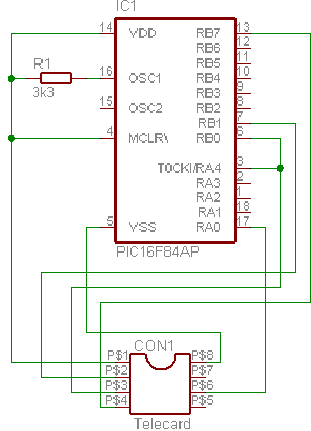 IC1
14 VDD RB7 13
RB6 12
R1 RB5 11
16 OSC1 RB4 10
3k3 RB3 9
15 OSC2 RB2 8
RB1 7
4 MCLR\ RB0 6
T0CKI/RA4 3
RA3 2
RA2 1
RA1 18
5 VSS RA0 17
PIC16F84AP
CON1
P$1 P$8
P$2 P$7
P$3 P$6
P$4 P$5
Telecard